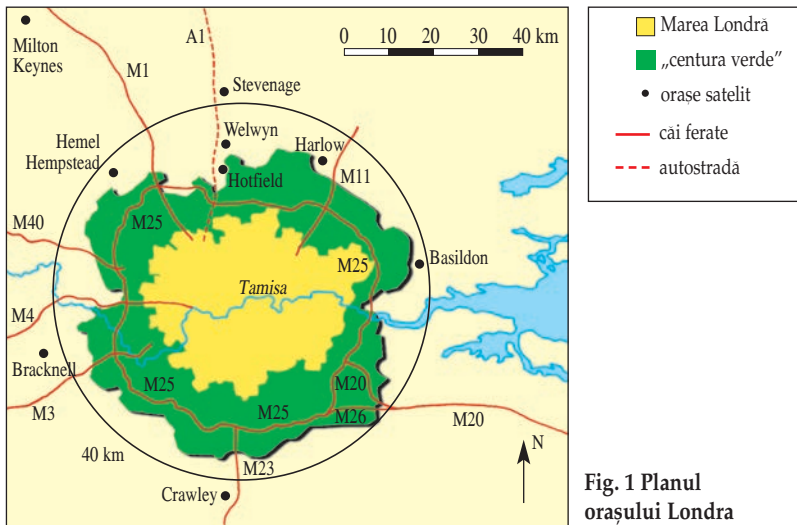 Milton
Keynes
M1
A1
0 10 20 30 40 km
Stevenage
Hemel
Hempstead
Welwyn
Harlow
Hotfield
M11
M40
M25
M25
Basildon
Tamisa
M4
Bracknell
M3
M25
M25
M20
M26
M20
40 km
M23
Crawley
N
Marea Londră
„centura verde”
orașe satelit
căi ferate
autostradă
Fig. 1 Planul
orașului Londra